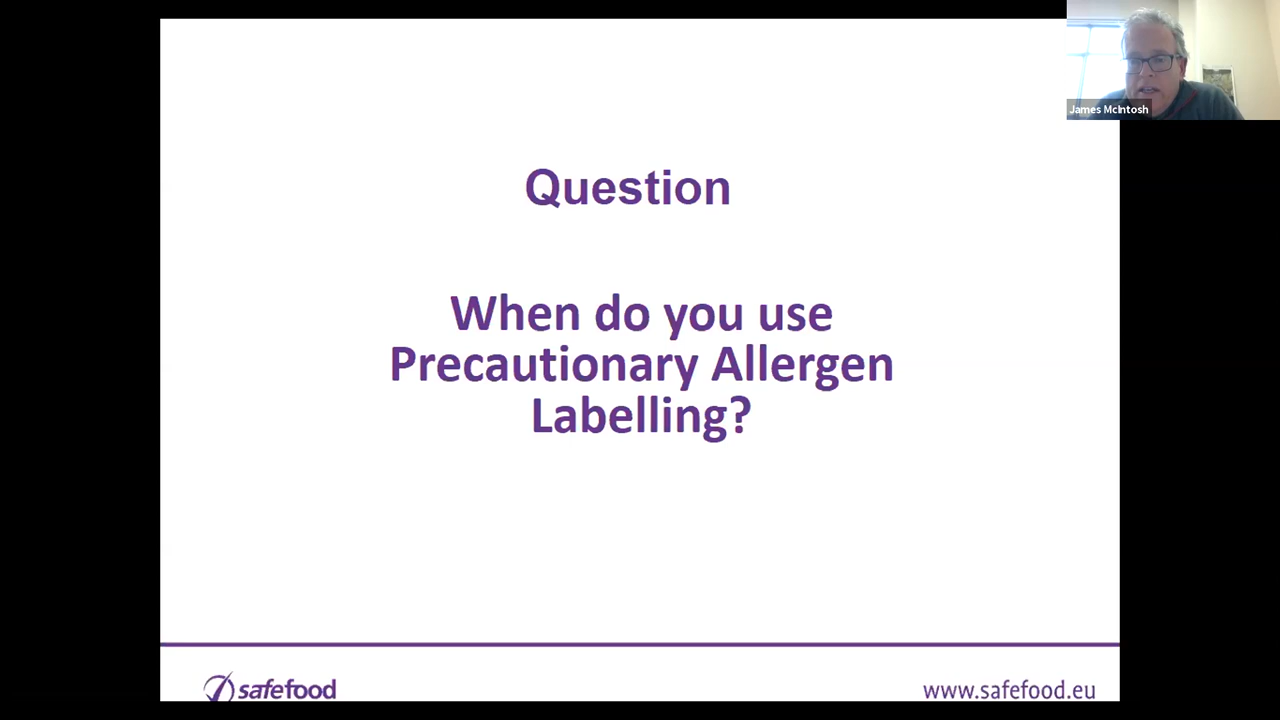 James McIntosh
Question
When do you use
Precautionary Allergen
Labelling?
safefood
www.safefood.eu